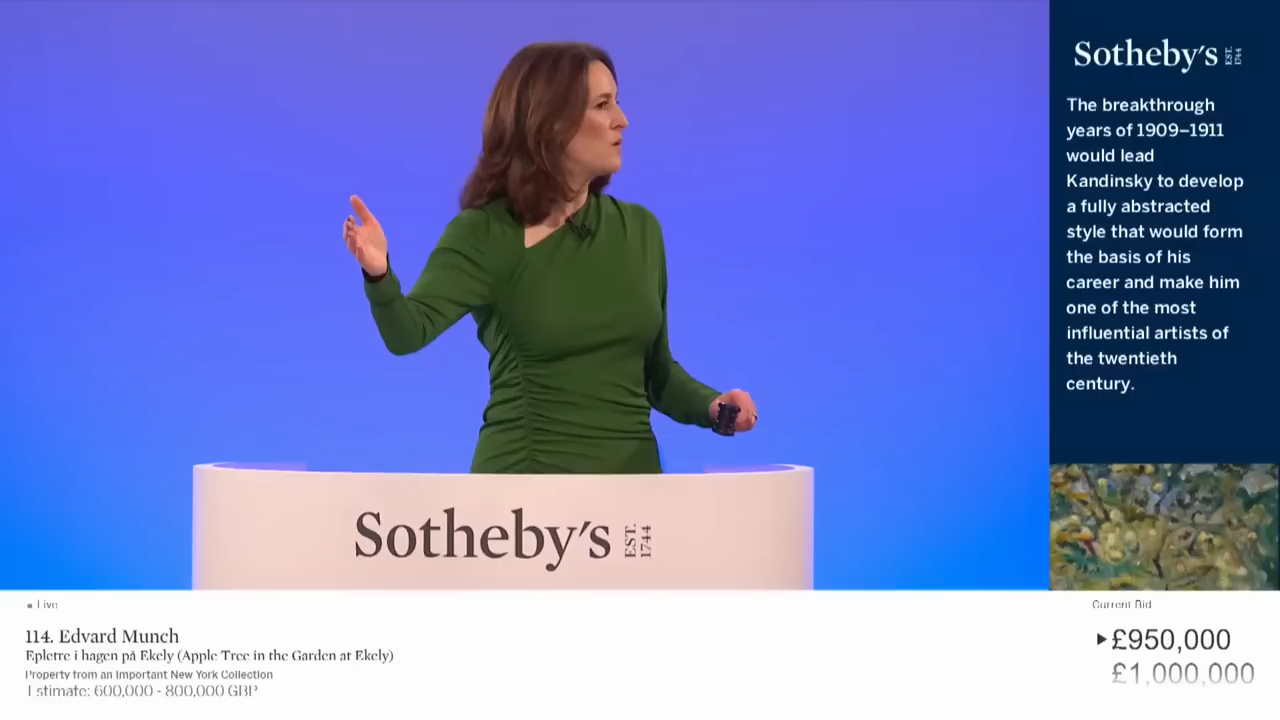 Sotheby's EST. 1744
The breakthrough
years of 1909–1911
would lead
Kandinsky to develop
a fully abstracted
style that would form
the basis of his
career and make him
one of the most
influential artists of
the twentieth
century.
Sotheby's EST. 1744
Live
114. Edvard Munch
Epletre i hagen på Ekely (Apple Tree in the Garden at Ekely)
Property from an Important New York Collection
Estimate: 600,000 - 800,000 GBP
Current Bid
£950,000
£1,000,000